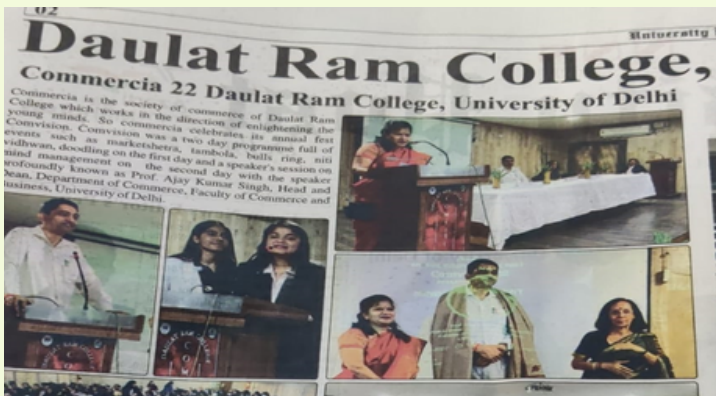 02
University
Daulat Ram College,
Commercia 22 Daulat Ram College, University of Delhi
Commercia is the society of commerce of Daulat Ram
College which works in the direction of enlightening the
young minds. So commercia celebrates its annual fest
Comvision. Comvision was a two day programme full of
events such as marketshetra, tambola, bulls ring, niti
vidhwan, doodling on the first day and a speaker's session on
mind management on the second day with the speaker
profoundly known as Prof. Ajay Kumar Singh, Head and
Dean, Department of Commerce, Faculty of Commerce and
Business, University of Delhi.
DAULAT RAM COLLEGE